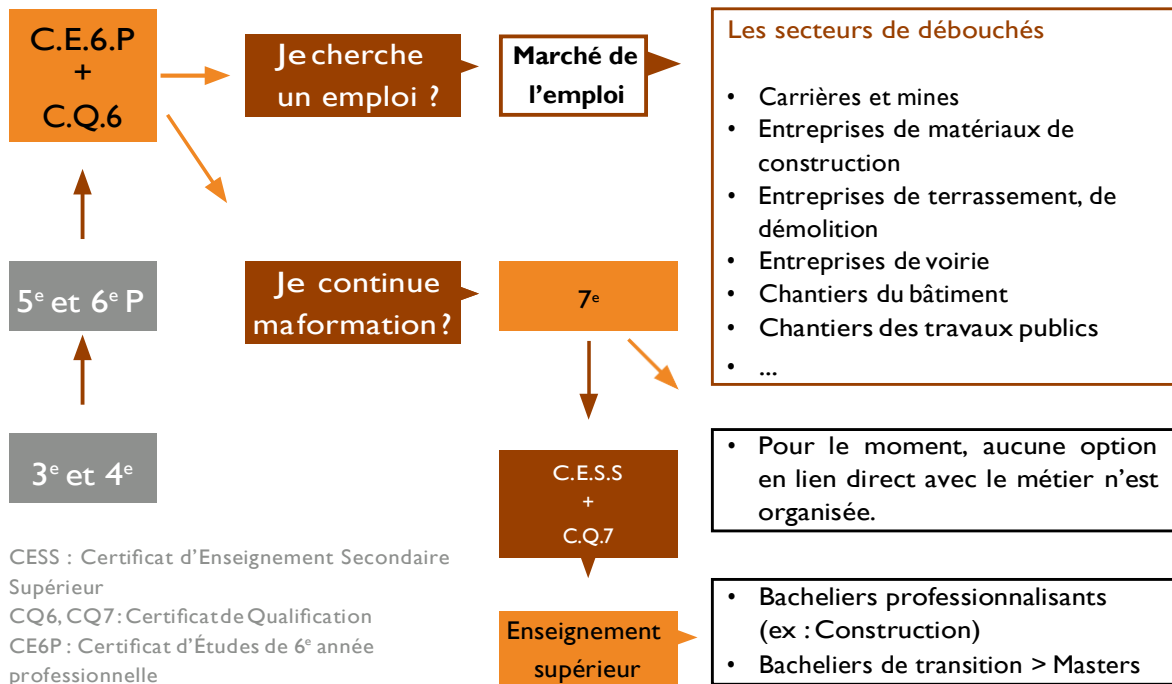 C.E.6.P
+
C.Q.6
Je cherche
un emploi ?
Marché de
l'emploi
Les secteurs de débouchés
• Carrières et mines
• Entreprises de matériaux de
construction
• Entreprises de terrassement, de
démolition
• Entreprises de voirie
• Chantiers du bâtiment
• Chantiers des travaux publics
• ...
5e et 6e P
Je continue
ma formation ?
7e
3e et 4e
C.E.S.S
+
C.Q.7
• Pour le moment, aucune option
en lien direct avec le métier n'est
organisée.
CESS : Certificat d'Enseignement Secondaire
Supérieur
CQ6, CQ7 : Certificat de Qualification
CE6P : Certificat d'Études de 6e année
professionnelle
Enseignement
supérieur
• Bacheliers professionnalisants
(ex : Construction)
• Bacheliers de transition > Masters